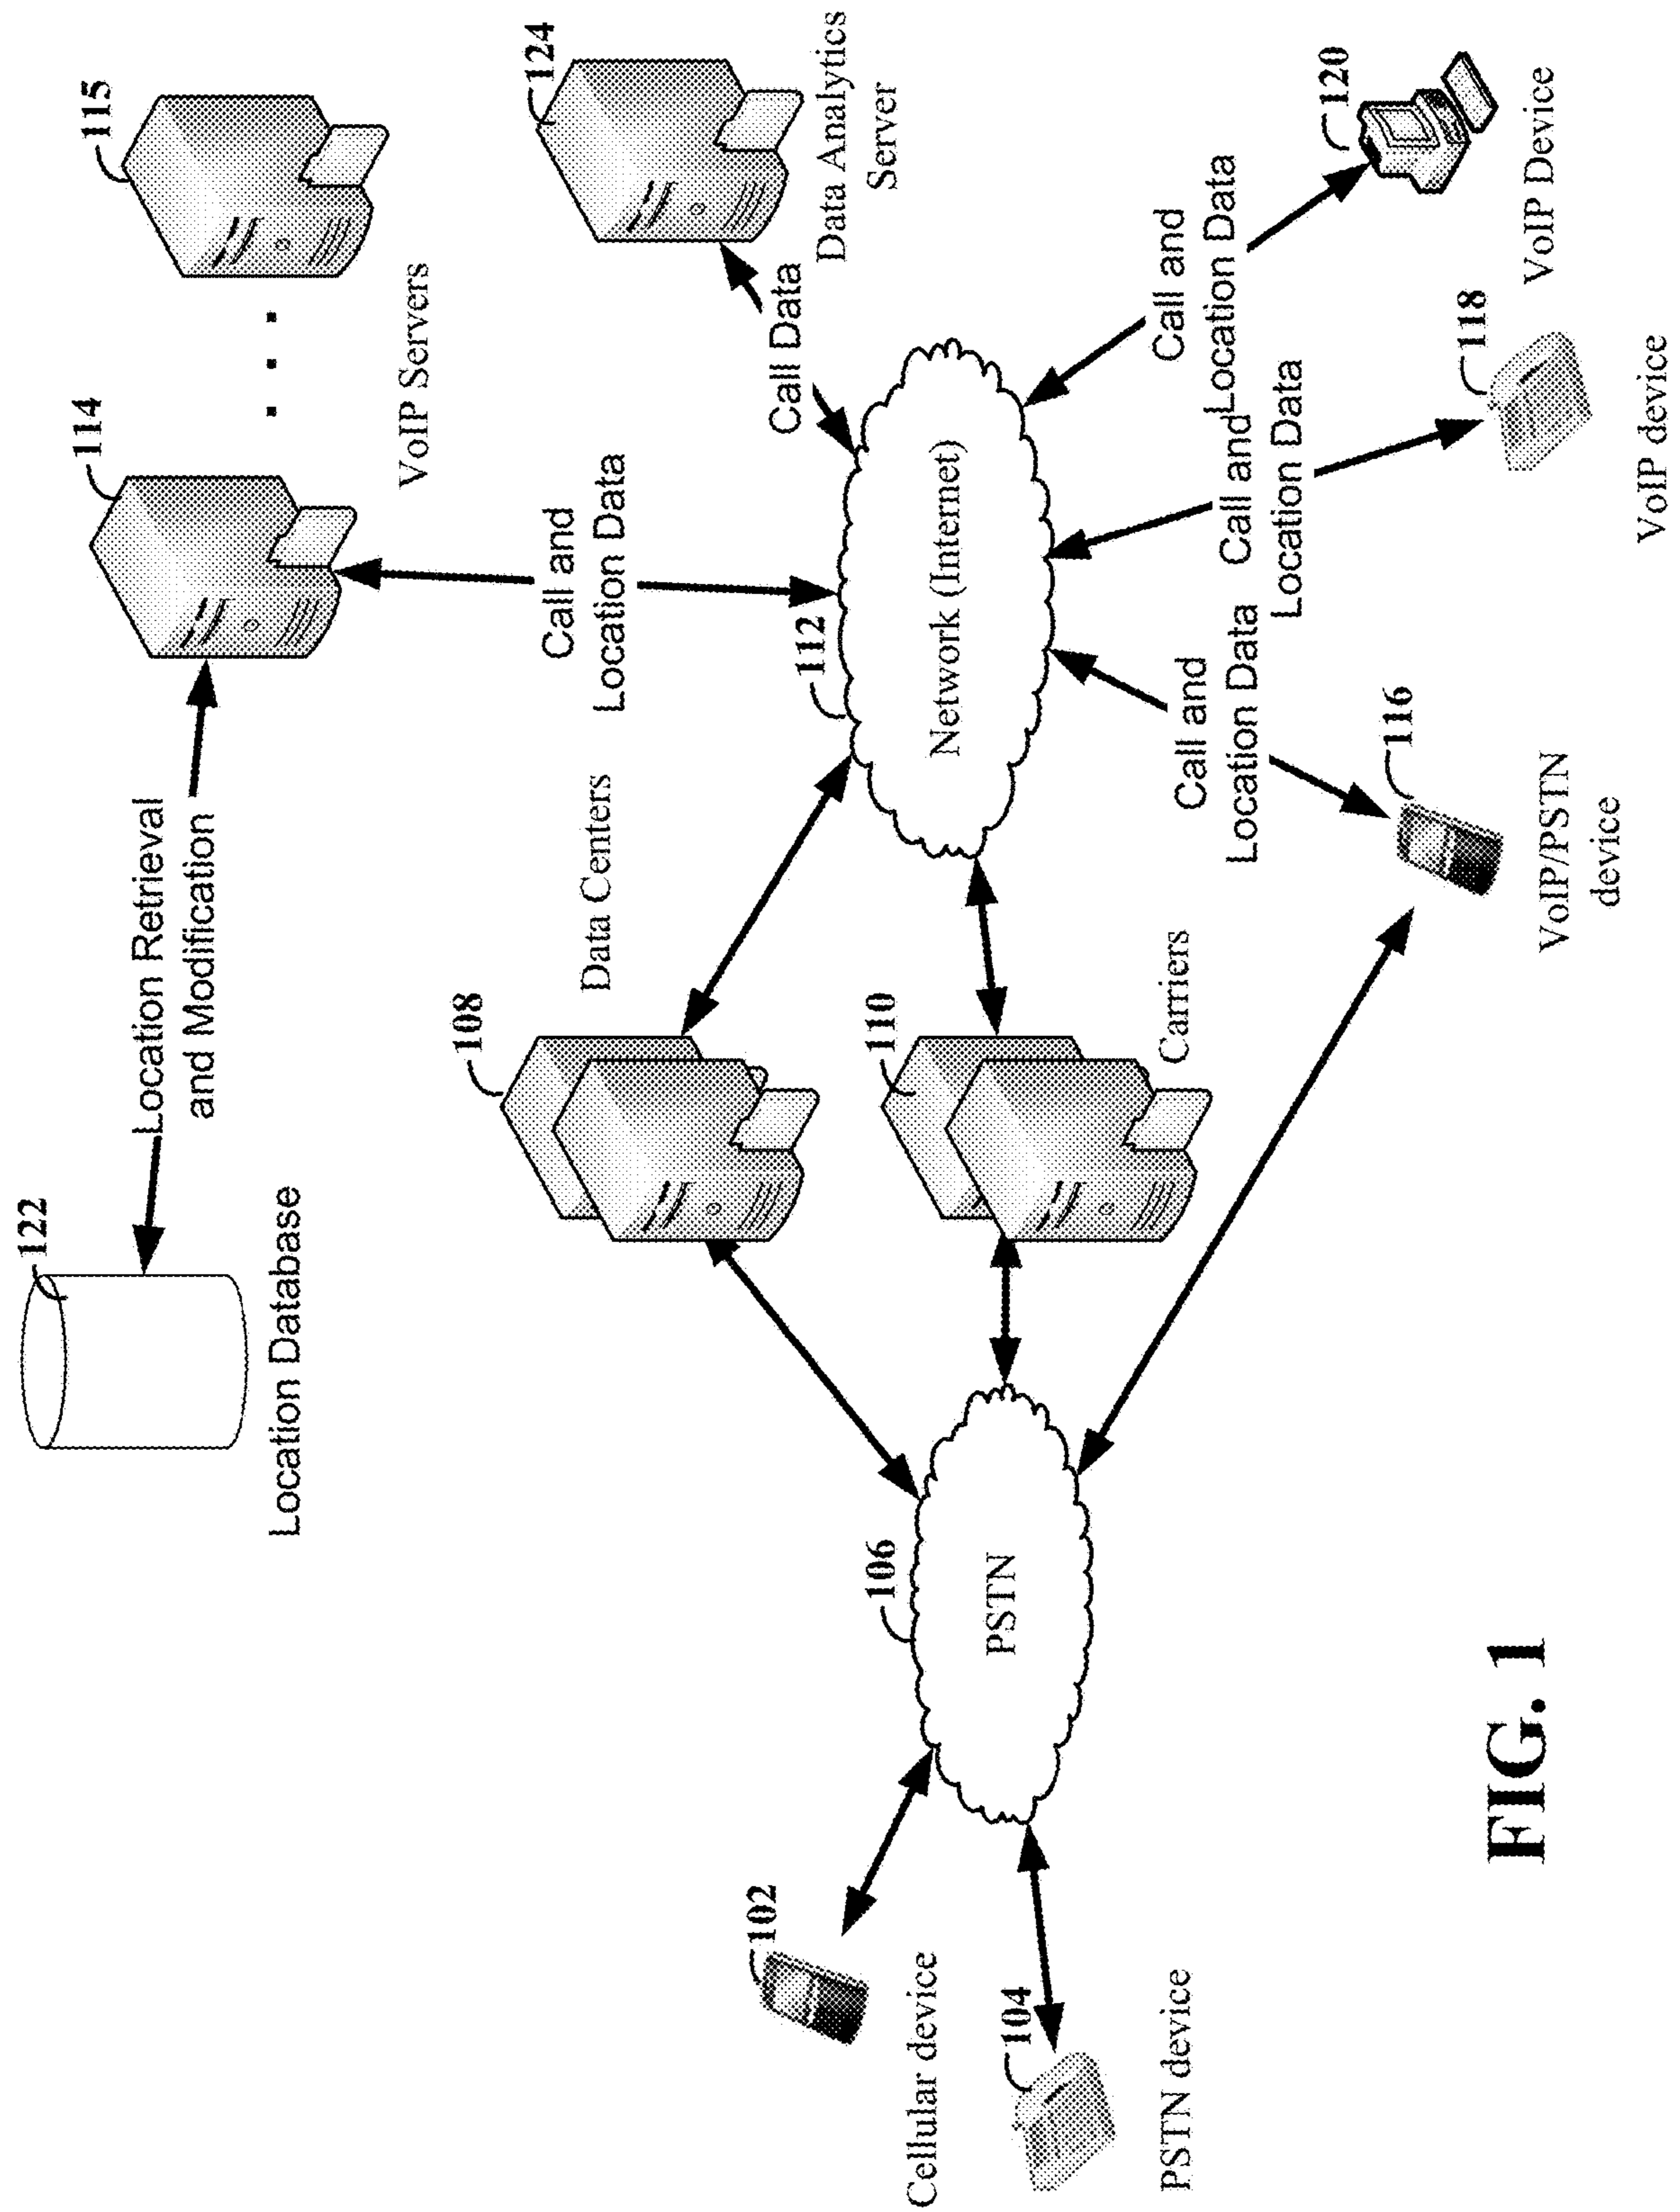 122
Location Database
Location Retrieval
and Modification
114
115
VoIP Servers
124
Data Analytics
Server
Call Data
Call and
Location Data
112
Network (Internet)
108
Data Centers
110
Carriers
106
PSTN
102
Cellular device
104
PSTN device
Call and
Location Data
116
VoIP/PSTN
device
Call and
Location Data
118
VoIP device
Call and
Location Data
120
VoIP Device
FIG. 1